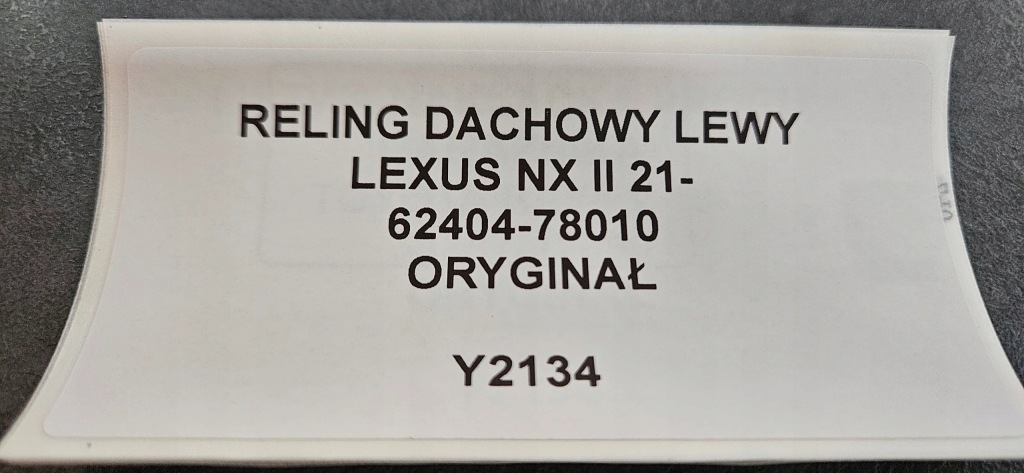 RELING DACHOWY LEWY
LEXUS NX II 21-
62404-78010
ORYGINAŁ
Y2134